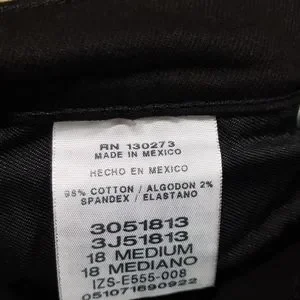 RN 130273
MADE IN MEXICO
HECHO EN MEXICO
98% COTTON / ALGODON 2%
SPANDEX / ELASTANO
3051813
3J51813
18 MEDIUM
18 MEDIANO
IZS-E555-008
051071890922